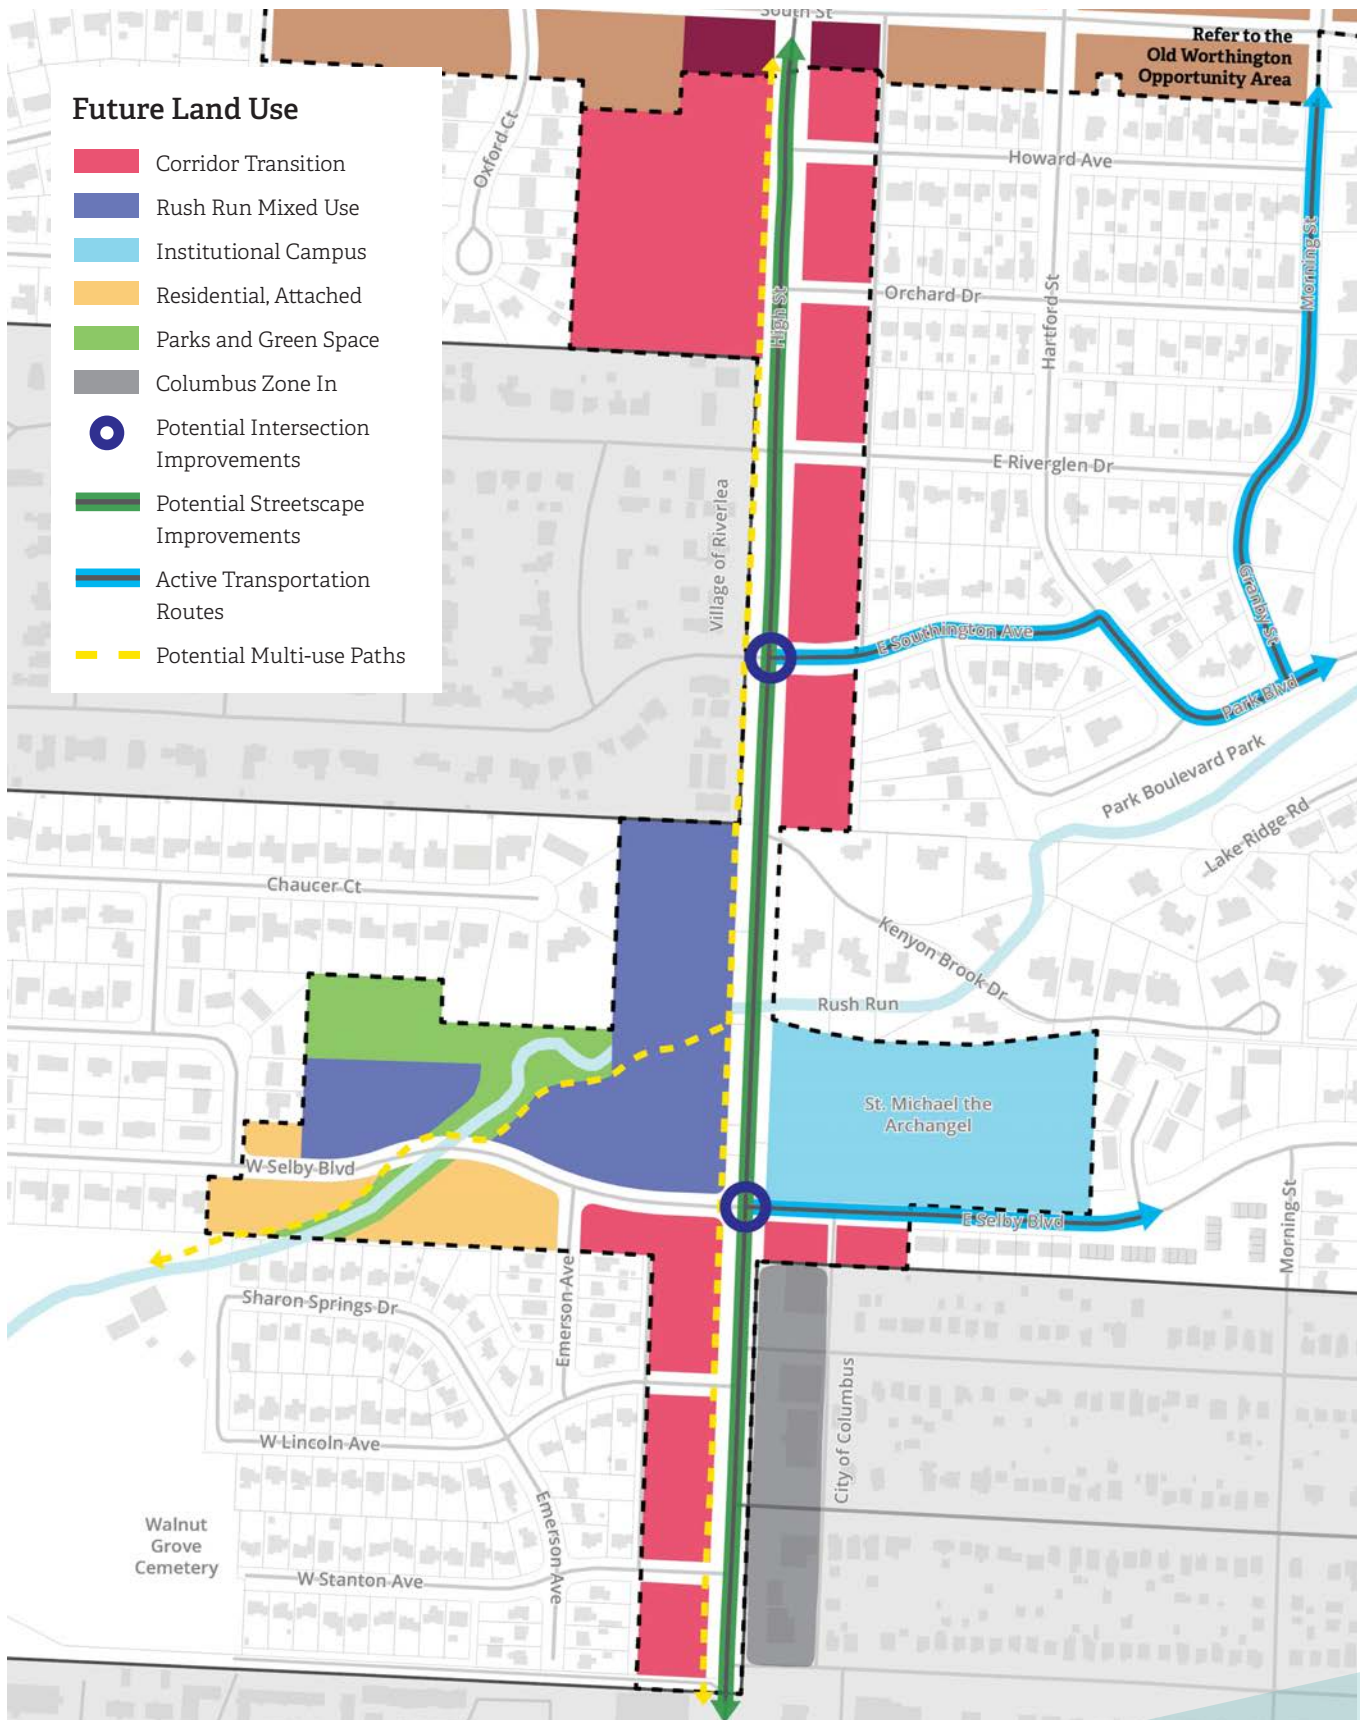 South St
Refer to the
Old Worthington
Opportunity Area
Future Land Use
Corridor Transition
Rush Run Mixed Use
Institutional Campus
Residential, Attached
Parks and Green Space
Columbus Zone In
Potential Intersection
Improvements
Potential Streetscape
Improvements
Active Transportation
Routes
Potential Multi-use Paths
Oxford Ct
Howard Ave
Morning St
High St
Orchard Dr
Hartford St
E Riverglen Dr
Village of Riverlea
Granby St
E Southington Ave
Park Blvd
Park Boulevard Park
Lake Ridge Rd
Chaucer Ct
Kenyon Brook Dr
Rush Run
St. Michael the
Archangel
W Selby Blvd
E Selby Blvd
Morning St
Sharon Springs Dr
Emerson Ave
City of Columbus
W Lincoln Ave
Emerson Ave
Walnut
Grove
Cemetery
W Stanton Ave